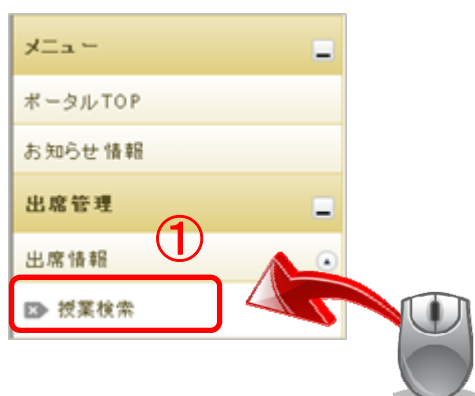 メニュー
ポータルTOP
お知らせ情報
出席管理
①
出席情報
授業検索